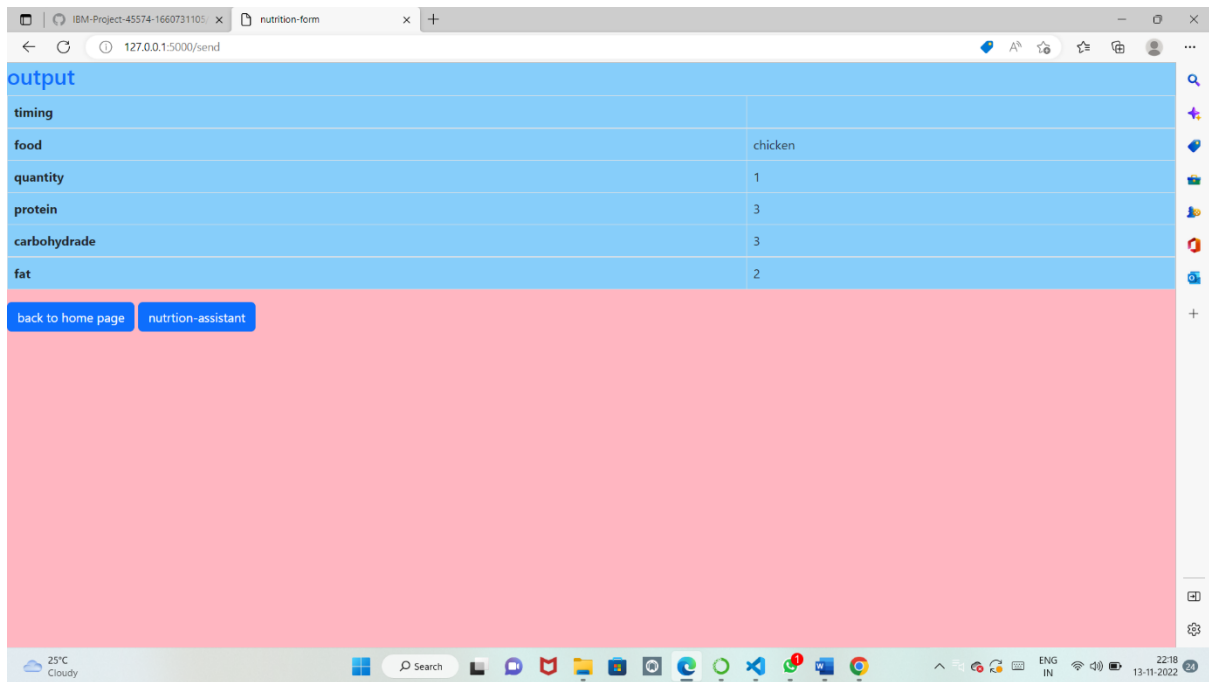 IBM-Project-45574-1660731105
nutrition-form
127.0.0.1:5000/send
output
timing
food chicken
quantity 1
protein 3
carbohydrade 3
fat 2
back to home page nutrtion-assistant
25°C
Cloudy
Search
1
ENG
IN
22:18
13-11-2022
24